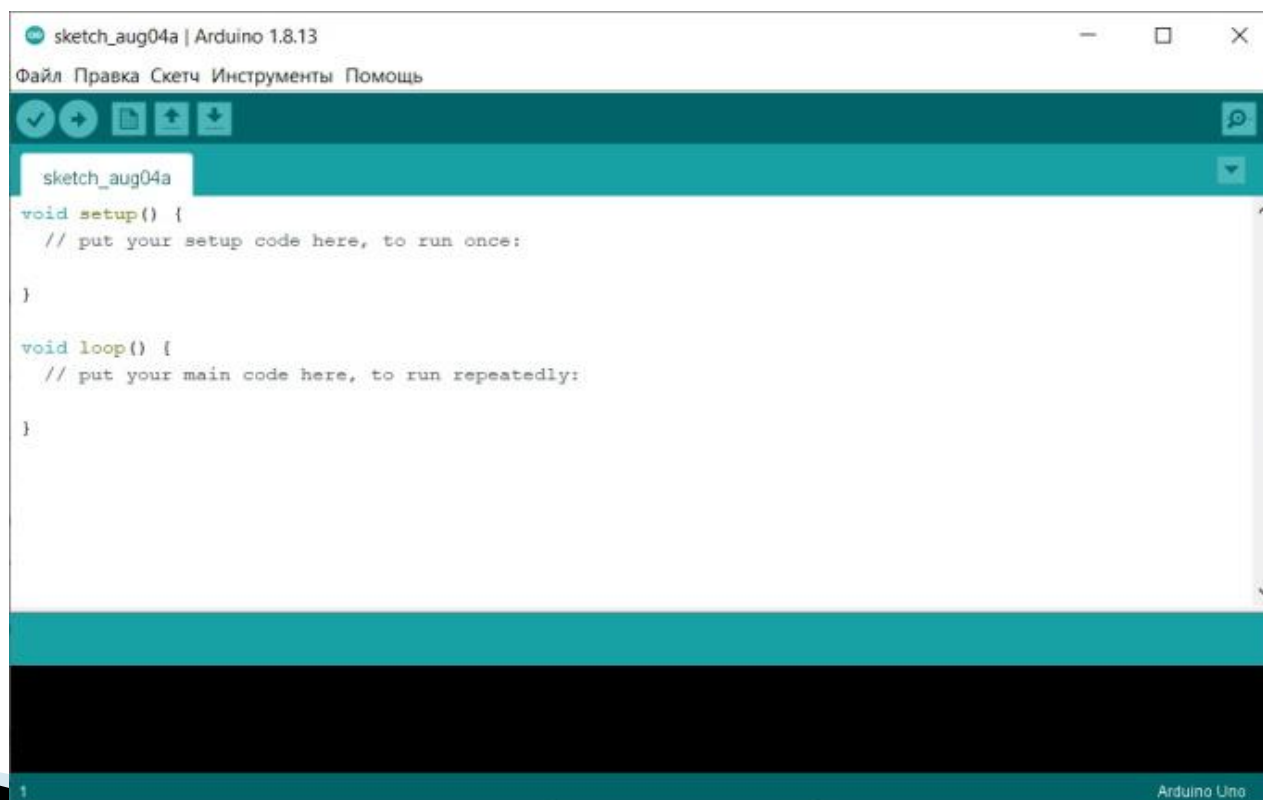 sketch_aug04a | Arduino 1.8.13
Файл Правка Скетч Инструменты Помощь
sketch_aug04a
void setup() {
  // put your setup code here, to run once:
}
void loop() {
  // put your main code here, to run repeatedly:
}
1 Arduino Uno